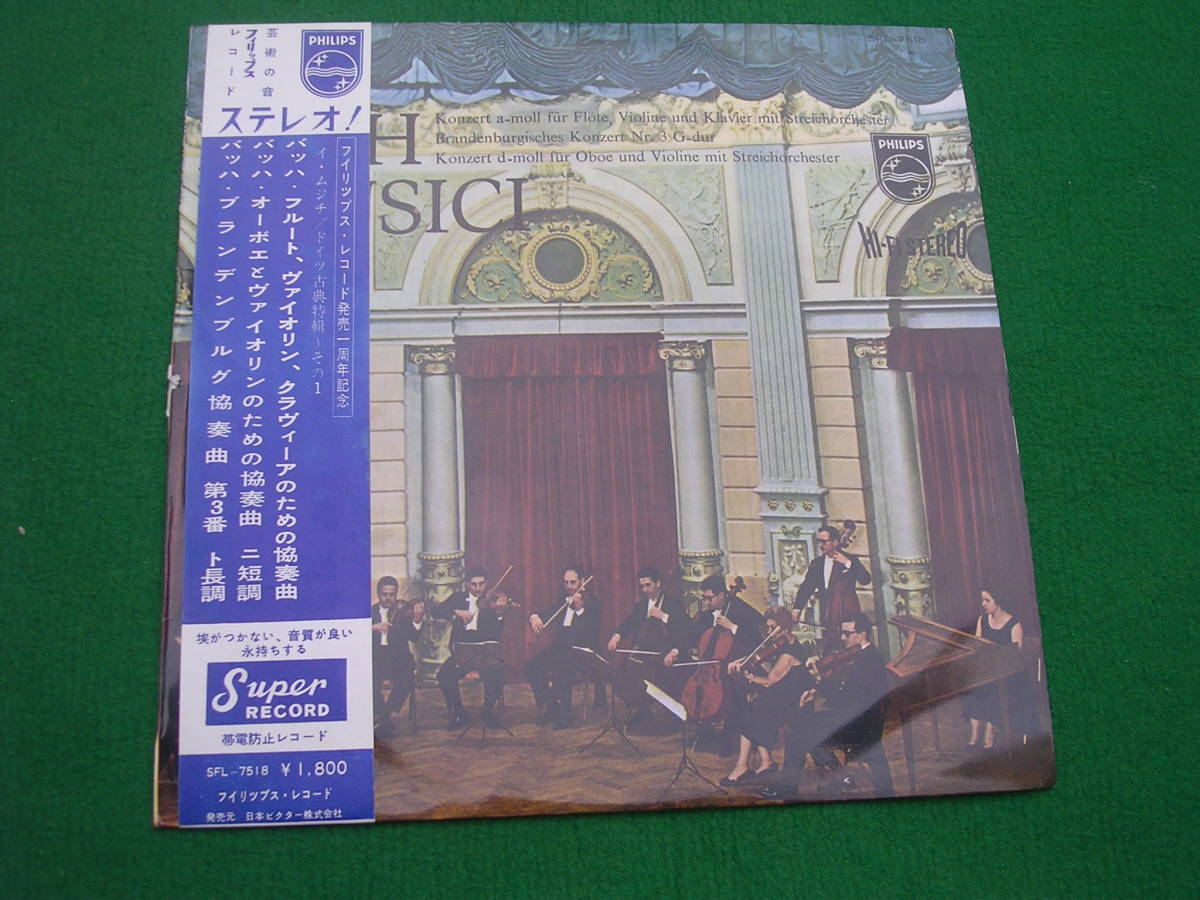 芸術の音
フィリップス
レコード
PHILIPS
ステレオ!
フイリップス・レコード発売一周年記念
イ・ムジチ/ドイツ古典特輯〜その1
バッハ・フルート、ヴァイオリン、クラヴィーアのための協奏曲
バッハ・オーボエとヴァイオリンのための協奏曲 ニ短調
バッハ・ブランデンブルグ協奏曲 第3番 ト長調
埃がつかない、音質が良い
永持ちする
Super
RECORD
帯電防止レコード
SFL-7518 ¥1,800
フイリツプス・レコード
発売元 日本ビクター株式会社
SFL-7518
H
SICI
Konzert a-moll für Flöte, Violine und Klavier mit Streichorchester
Brandenburgisches Konzert Nr. 3 G-dur
Konzert d-moll für Oboe und Violine mit Streichorchester
PHILIPS
HI-FI STEREO